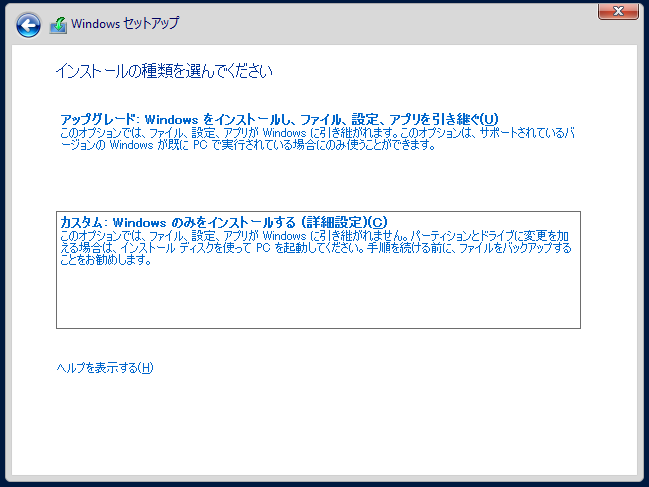 Windows セットアップ
インストールの種類を選んでください
アップグレード: Windows をインストールし、ファイル、設定、アプリを引き継ぐ(U)
このオプションでは、ファイル、設定、アプリが Windows に引き継がれます。このオプションは、サポートされているバ
ージョンの Windows が既に PC で実行されている場合にのみ使うことができます。
カスタム: Windows のみをインストールする (詳細設定)(C)
このオプションでは、ファイル、設定、アプリが Windows に引き継がれません。パーティションとドライブに変更を加
える場合は、インストール ディスクを使って PC を起動してください。手順を続ける前に、ファイルをバックアップする
ことをお勧めします。
ヘルプを表示する(H)